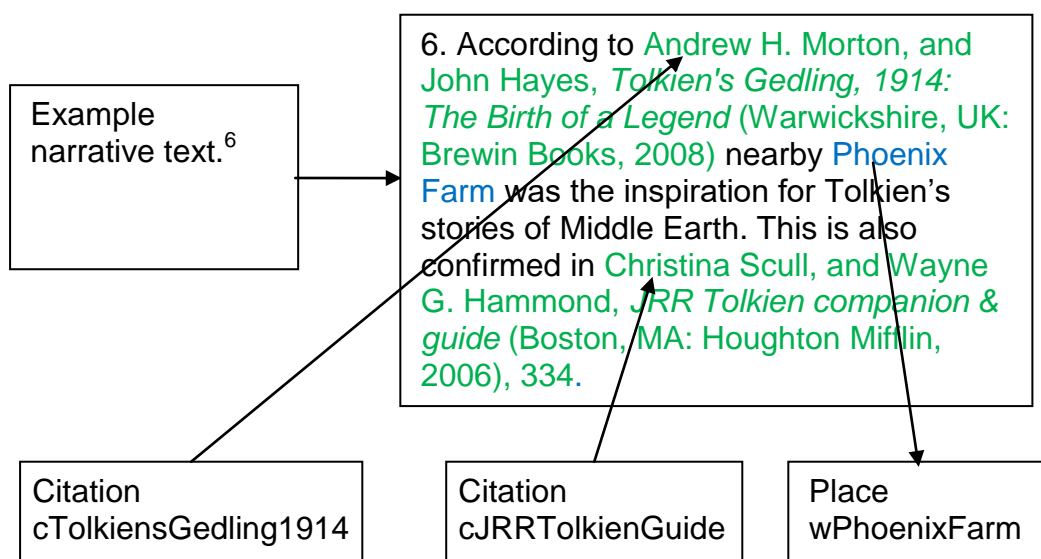 Example
narrative text.6
6. According to Andrew H. Morton, and
John Hayes, Tolkien's Gedling, 1914:
The Birth of a Legend (Warwickshire, UK:
Brewin Books, 2008) nearby Phoenix
Farm was the inspiration for Tolkien’s
stories of Middle Earth. This is also
confirmed in Christina Scull, and Wayne
G. Hammond, JRR Tolkien companion &
guide (Boston, MA: Houghton Mifflin,
2006), 334.
Citation
cTolkiensGedling1914
Citation
cJRRTolkienGuide
Place
wPhoenixFarm